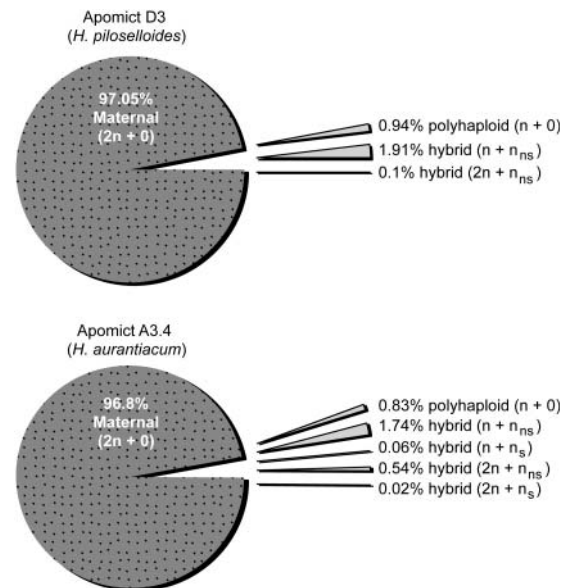 Apomict D3
(H. piloselloides)
97.05%
Maternal
(2n + 0)
0.94% polyhaploid (n + 0)
1.91% hybrid (n + nns)
0.1% hybrid (2n + nns)
Apomict A3.4
(H. aurantiacum)
96.8%
Maternal
(2n + 0)
0.83% polyhaploid (n + 0)
1.74% hybrid (n + nns)
0.06% hybrid (n + ns)
0.54% hybrid (2n + nns)
0.02% hybrid (2n + ns)